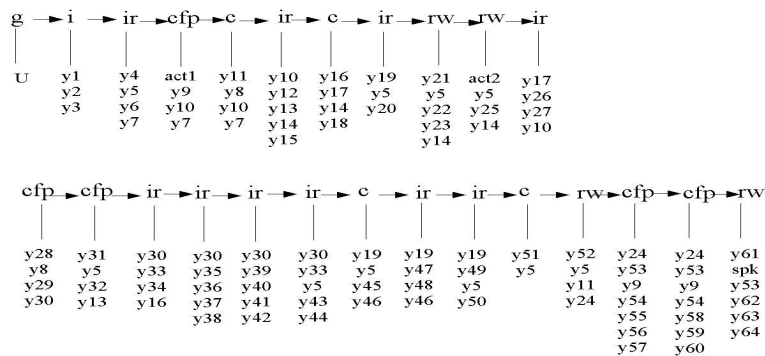 g i ir cfp c ir c ir rw rw ir
U y1 y4 act1 y11 y10 y16 y19 y21 act2 y17
y2 y5 y9 y8 y12 y17 y5 y5 y5 y26
y3 y6 y10 y10 y13 y14 y20 y22 y25 y27
y7 y7 y7 y14 y18 y23 y14 y10
y15 y14
cfp cfp ir ir ir ir c ir ir c rw cfp cfp rw
y28 y31 y30 y30 y30 y30 y19 y19 y19 y51 y52 y24 y24 y61
y8 y5 y33 y35 y39 y33 y5 y47 y49 y5 y5 y53 y53 spk
y29 y32 y34 y36 y40 y5 y45 y48 y5 y11 y9 y9 y53
y30 y13 y16 y37 y41 y43 y46 y46 y50 y24 y54 y54 y62
y38 y42 y44 y55 y58 y63
y56 y59 y64
y57 y60